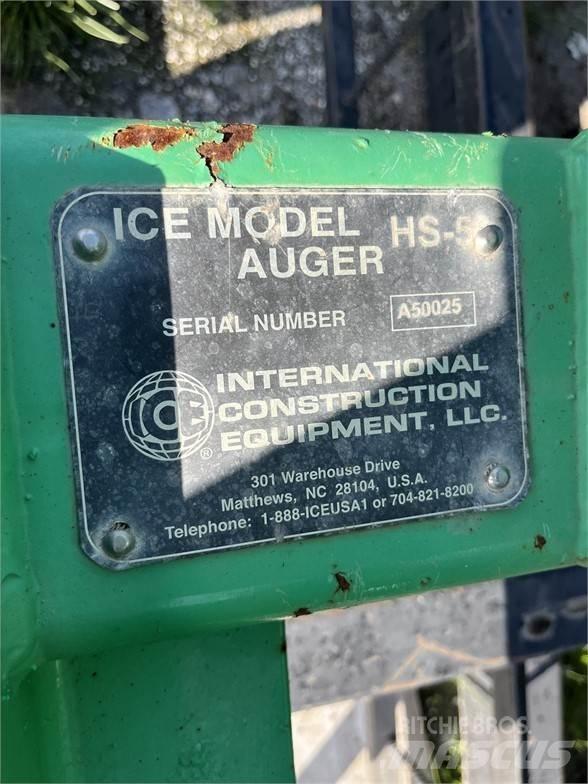 ICE MODEL HS-5
AUGER
SERIAL NUMBER A50025
ICE ®
INTERNATIONAL
CONSTRUCTION
EQUIPMENT, LLC.
301 Warehouse Drive
Matthews, NC 28104, U.S.A.
Telephone: 1-888-ICEUSA1 or 704-821-8200
RITCHIE BROS.
MASCUS